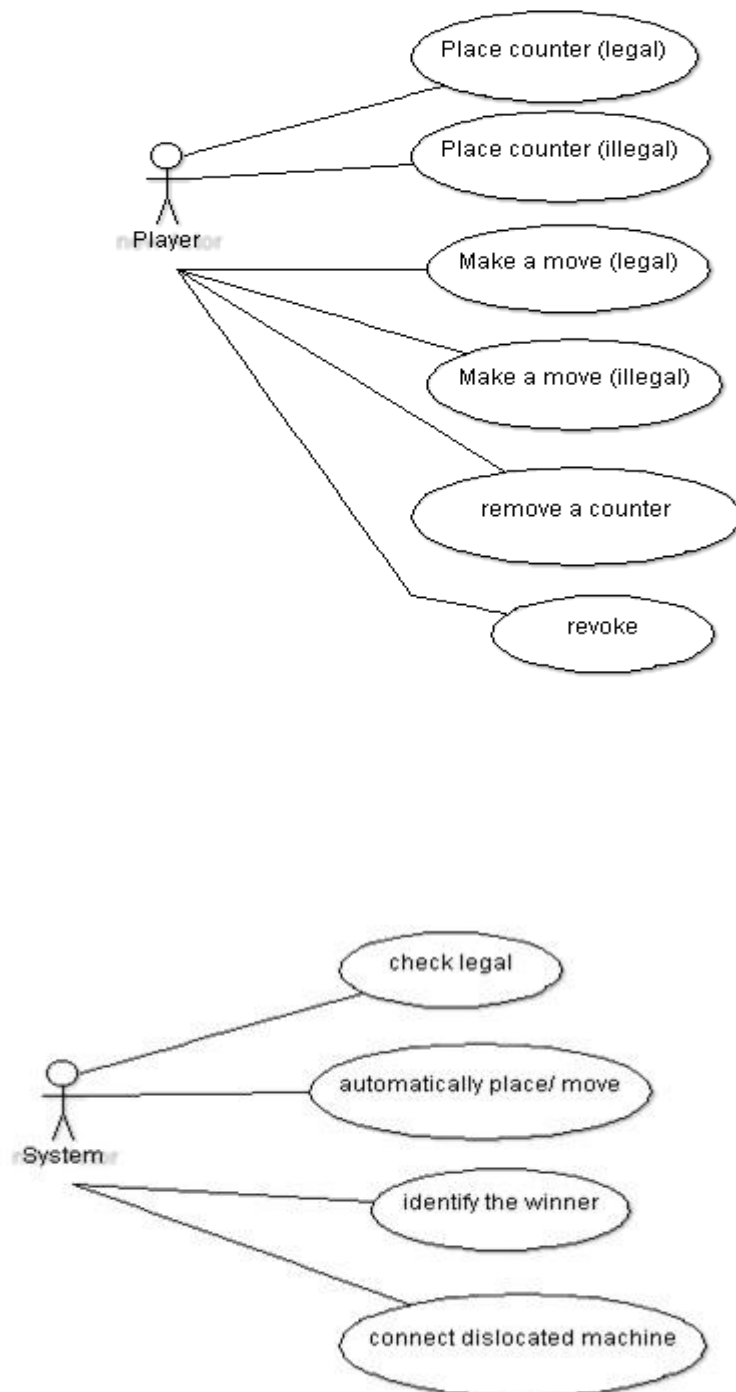 Place counter (legal)
Place counter (illegal)
Player
Make a move (legal)
Make a move (illegal)
remove a counter
revoke
check legal
automatically place/ move
System
identify the winner
connect dislocated machine